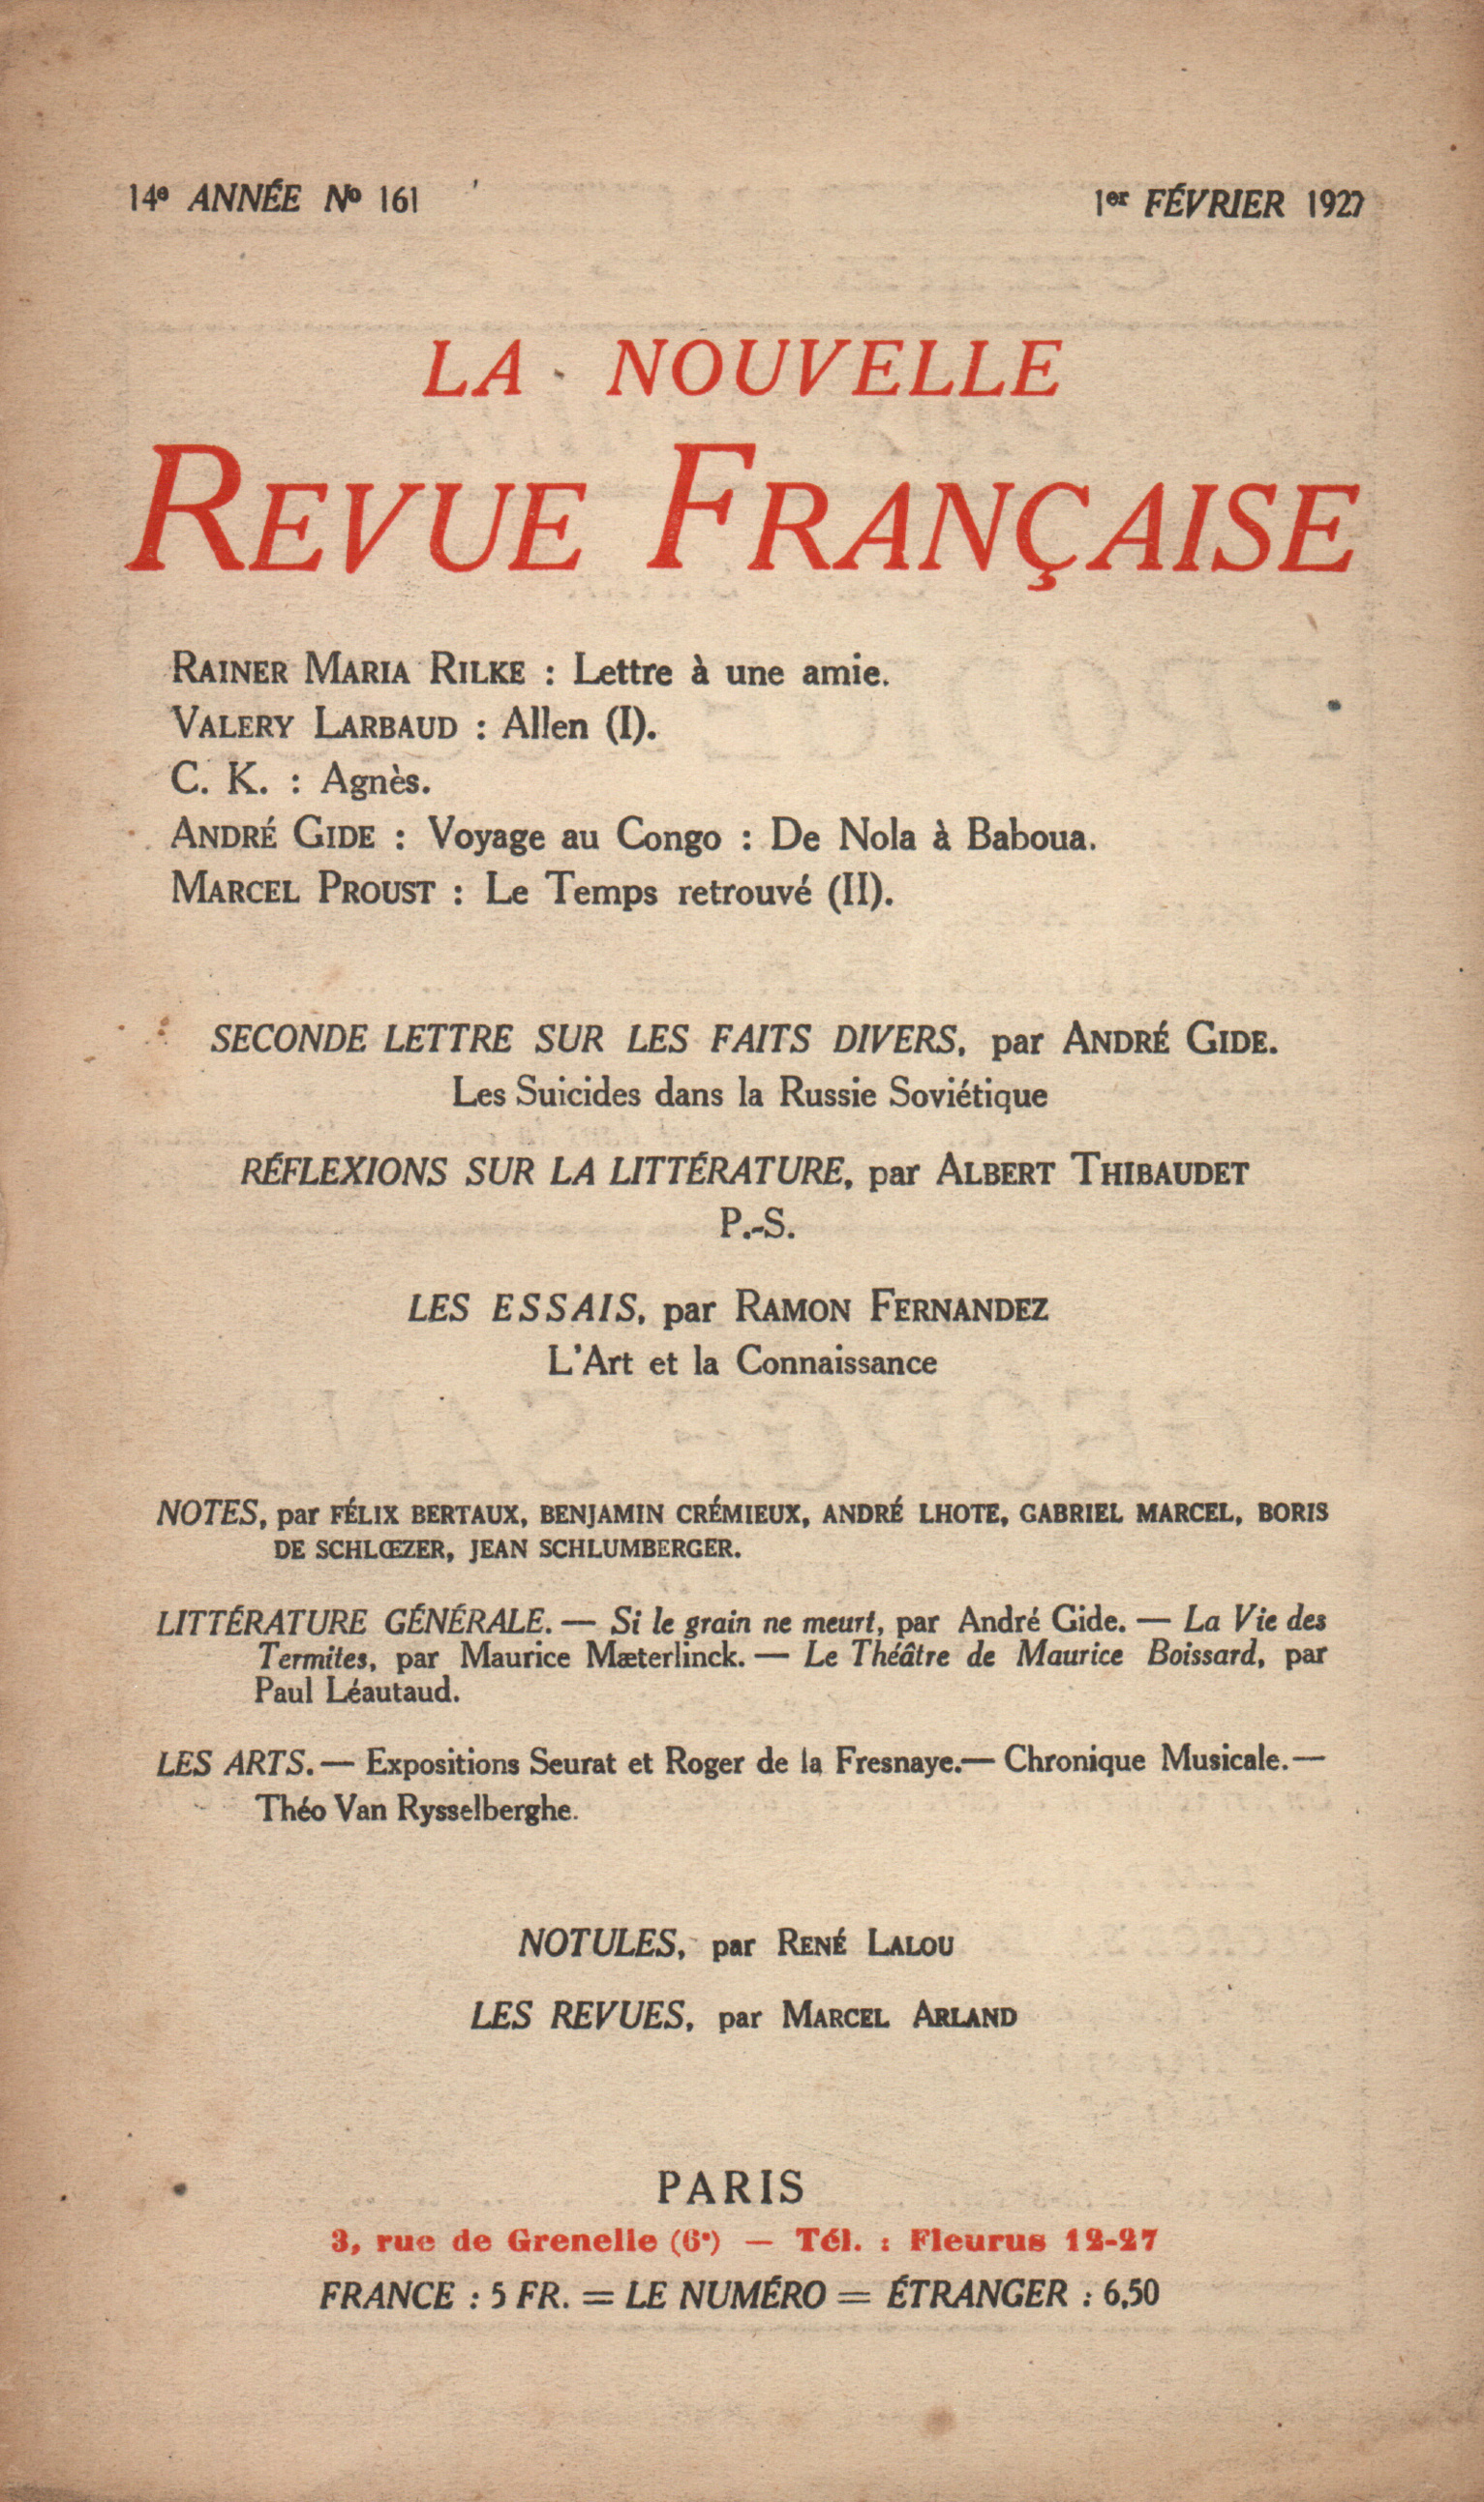 14e ANNÉE No 161
1er FÉVRIER 1927
LA NOUVELLE
REVUE FRANÇAISE
RAINER MARIA RILKE : Lettre à une amie.
VALERY LARBAUD : Allen (I).
C. K. : Agnès.
ANDRÉ GIDE : Voyage au Congo : De Nola à Baboua.
MARCEL PROUST : Le Temps retrouvé (II).
SECONDE LETTRE SUR LES FAITS DIVERS, par ANDRÉ GIDE.
Les Suicides dans la Russie Soviétique
RÉFLEXIONS SUR LA LITTÉRATURE, par ALBERT THIBAUDET
P.-S.
LES ESSAIS, par RAMON FERNANDEZ
L'Art et la Connaissance
NOTES, par FÉLIX BERTAUX, BENJAMIN CRÉMIEUX, ANDRÉ LHOTE, GABRIEL MARCEL, BORIS
DE SCHLŒZER, JEAN SCHLUMBERGER.
LITTÉRATURE GÉNÉRALE. — Si le grain ne meurt, par André Gide. — La Vie des
Termites, par Maurice Mæterlinck. — Le Théâtre de Maurice Boissard, par
Paul Léautaud.
LES ARTS. — Expositions Seurat et Roger de la Fresnaye. — Chronique Musicale. —
Théo Van Rysselberghe.
NOTULES, par RENÉ LALOU
LES REVUES, par MARCEL ARLAND
PARIS
3, rue de Grenelle (6e) — Tél. : Fleurus 12-27
FRANCE : 5 FR. = LE NUMÉRO = ÉTRANGER : 6,50